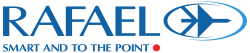 RAFAEL
SMART AND TO THE POINT